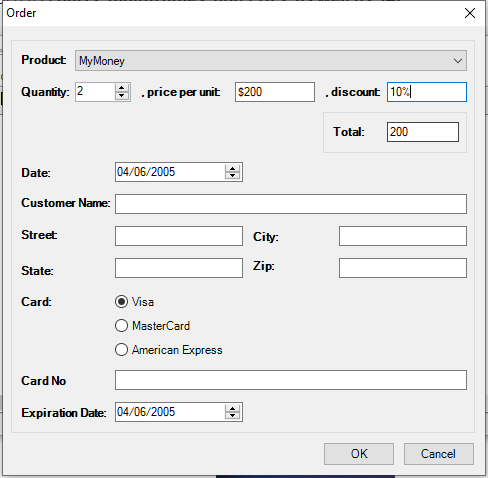 Order
Product: MyMoney
Quantity: 2 , price per unit: $200 , discount: 10%
Total: 200
Date: 04/06/2005
Customer Name:
Street: City:
State: Zip:
Card: Visa
MasterCard
American Express
Card No
Expiration Date: 04/06/2005
OK Cancel